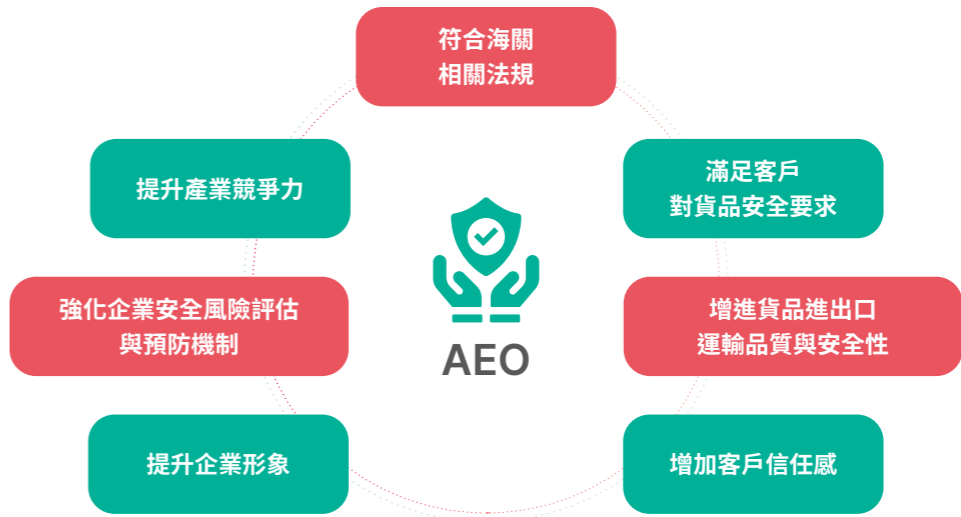 符合海關
相關法規
提升產業競爭力
滿足客戶
對貨品安全要求
強化企業安全風險評估
與預防機制
增進貨品進出口
運輸品質與安全性
AEO
提升企業形象
增加客戶信任感